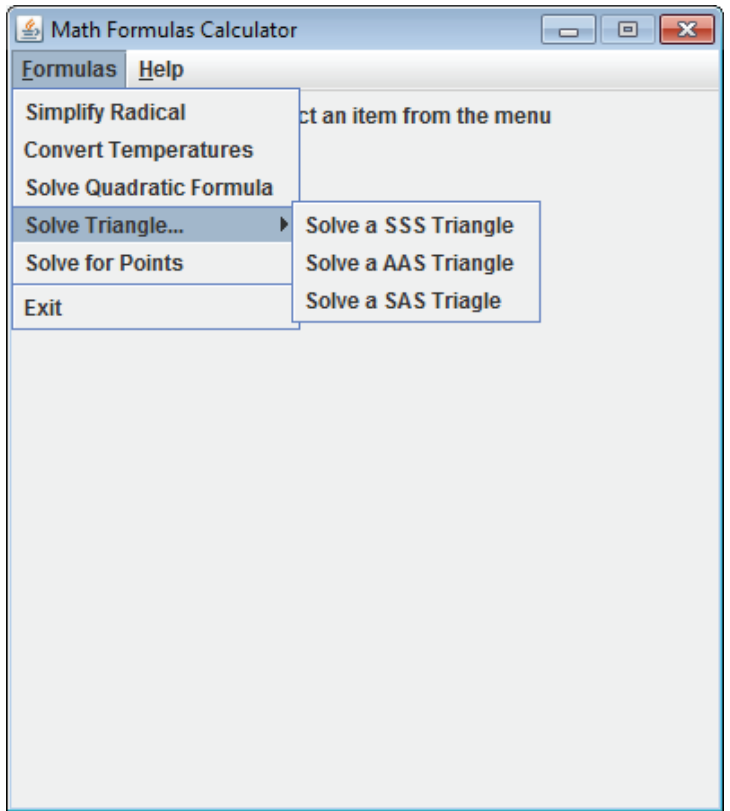 Math Formulas Calculator
Formulas Help
Simplify Radical
ct an item from the menu
Convert Temperatures
Solve Quadratic Formula
Solve Triangle...
Solve a SSS Triangle
Solve for Points
Solve a AAS Triangle
Exit
Solve a SAS Triagle